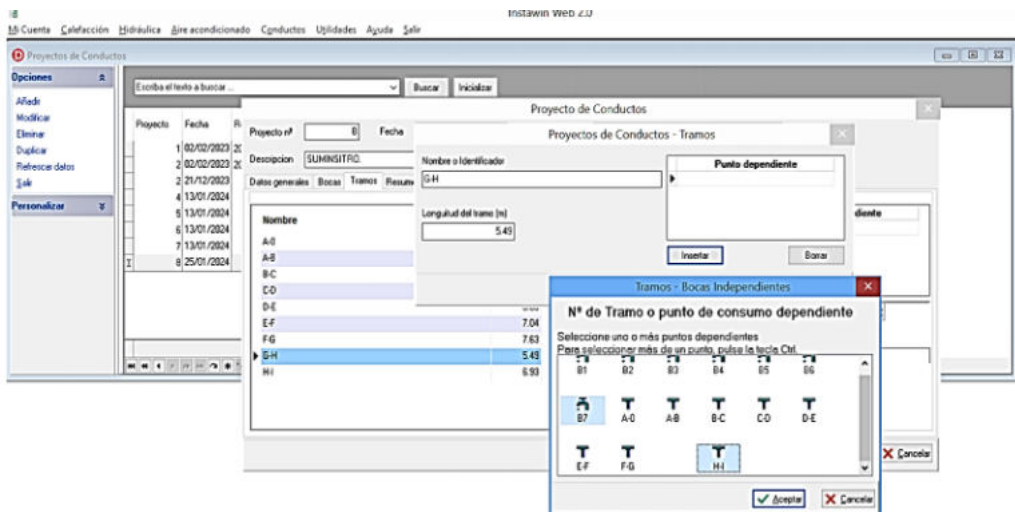 Instawin Web 2.0
Mi Cuenta Calefacción Hidráulica Aire acondicionado Conductos Utilidades Ayuda Salir
Proyectos de Conductos
Opciones
Añadir
Modificar
Eliminar
Duplicar
Refrescar datos
Salir
Personalizar
Escriba el texto a buscar ...
Buscar
Inicializar
Proyecto Fecha
1 02/02/2023
2 02/02/2023
2 21/12/2023
4 13/01/2024
5 13/01/2024
6 13/01/2024
7 13/01/2024
8 25/01/2024
Proyecto de Conductos
Proyecto nº 8 Fecha
Descripcion SUMINSITRO.
Datos generales Bocas Tramos Resume
Nombre
A-0
A-B
B-C
C-D
D-E
E-F 7.04
F-G 7.63
G-H 5.49
H-I 6.93
diente
Cancelar
Proyectos de Conductos - Tramos
Nombre o Identificador
G-H
Longuitud del tramo (m)
5.49
Punto dependiente
Insertar
Borrar
Tramos - Bocas Independientes
Nº de Tramo o punto de consumo dependiente
Seleccione uno o más puntos dependientes
Para seleccionar más de un punto, pulse la tecla Ctrl.
B1 B2 B3 B4 B5 B6
B7 A-0 A-B B-C C-D D-E
E-F F-G H-I
Aceptar Cancelar